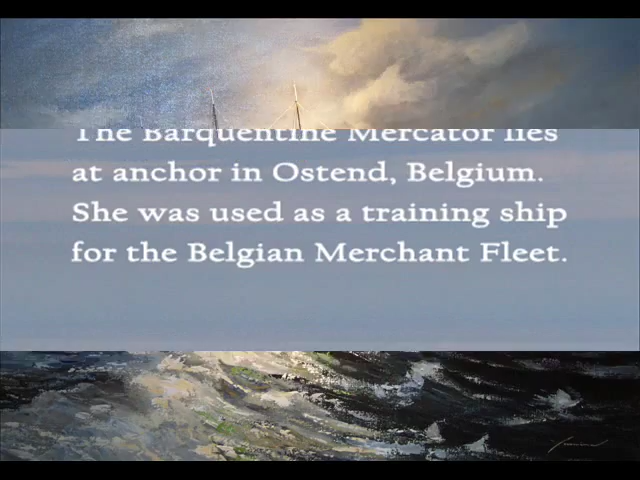 The Barquentine Mercator lies
at anchor in Ostend, Belgium.
She was used as a training ship
for the Belgian Merchant Fleet.